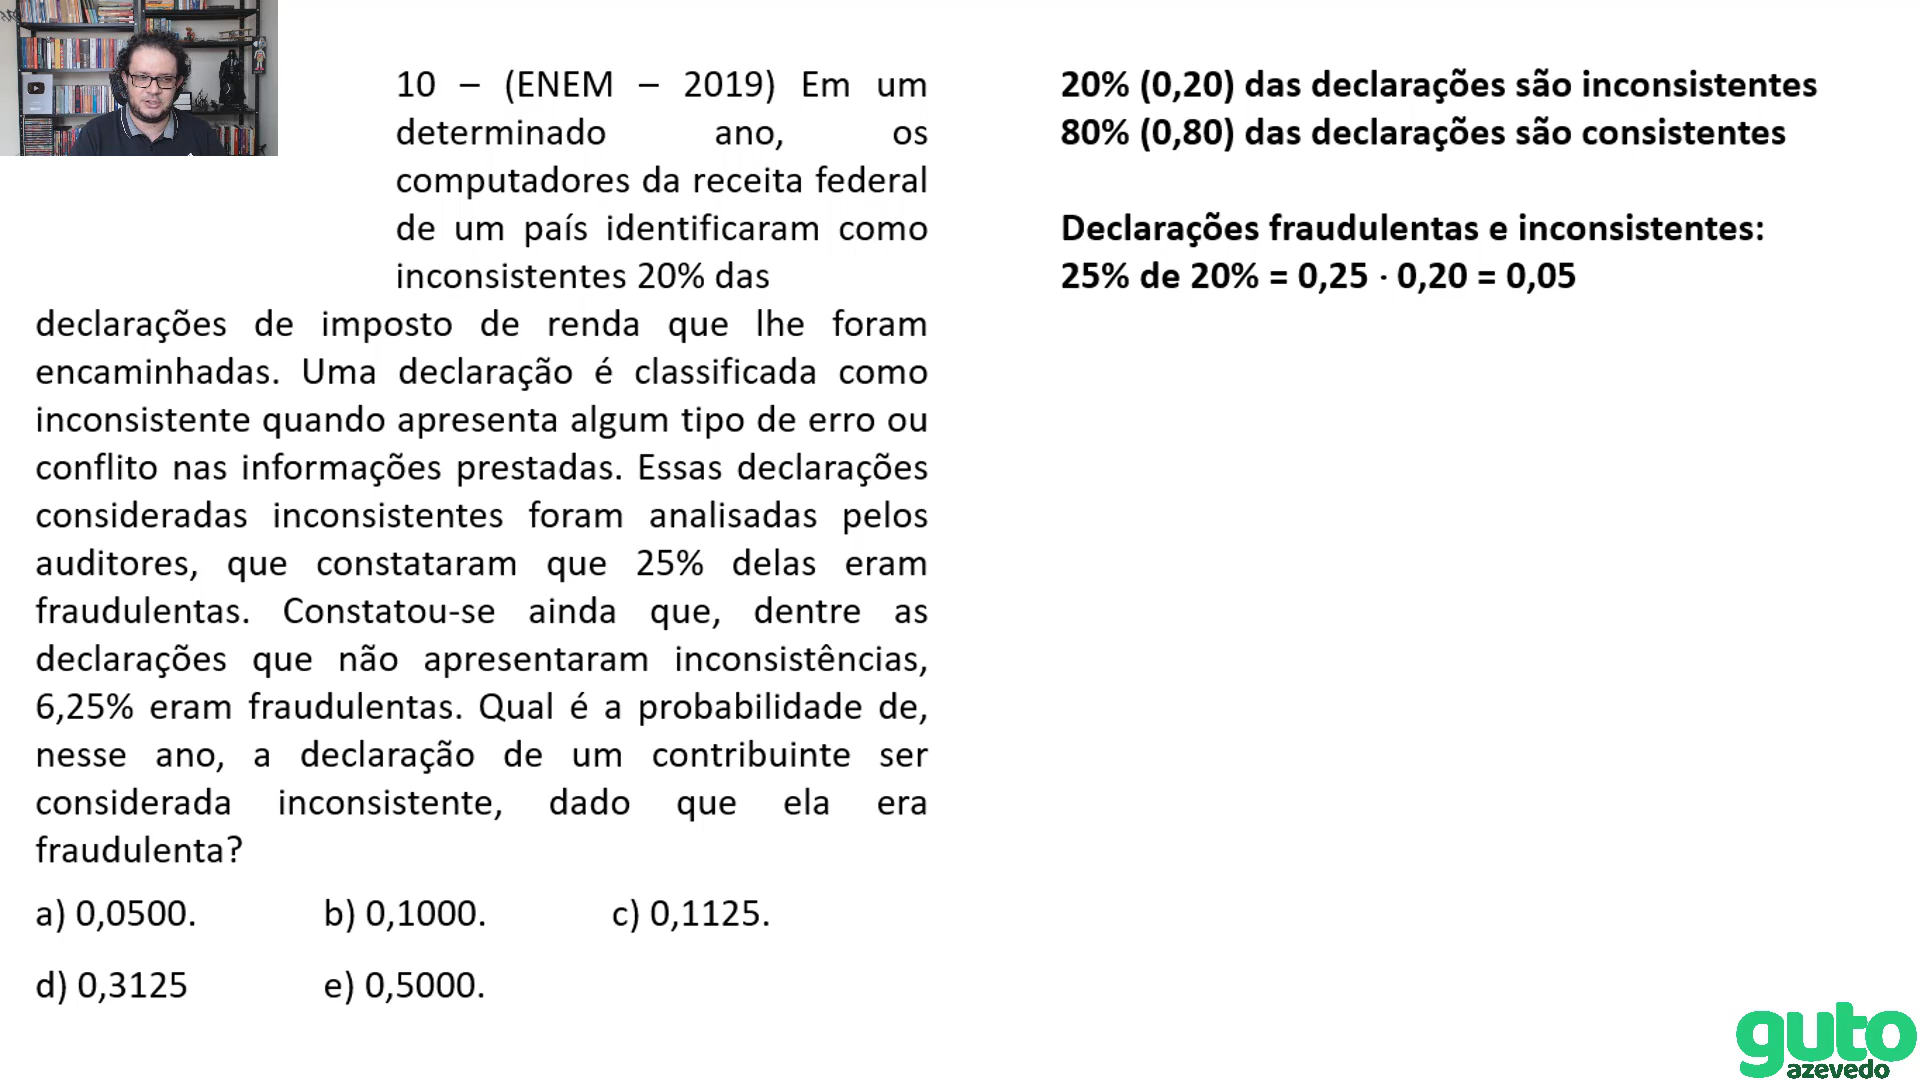 10 – (ENEM – 2019) Em um
determinado ano, os
computadores da receita federal
de um país identificaram como
inconsistentes 20% das
declarações de imposto de renda que lhe foram
encaminhadas. Uma declaração é classificada como
inconsistente quando apresenta algum tipo de erro ou
conflito nas informações prestadas. Essas declarações
consideradas inconsistentes foram analisadas pelos
auditores, que constataram que 25% delas eram
fraudulentas. Constatou-se ainda que, dentre as
declarações que não apresentaram inconsistências,
6,25% eram fraudulentas. Qual é a probabilidade de,
nesse ano, a declaração de um contribuinte ser
considerada inconsistente, dado que ela era
fraudulenta?
a) 0,0500. b) 0,1000. c) 0,1125.
d) 0,3125 e) 0,5000.
20% (0,20) das declarações são inconsistentes
80% (0,80) das declarações são consistentes
Declarações fraudulentas e inconsistentes:
25% de 20% = 0,25 · 0,20 = 0,05
guto
azevedo